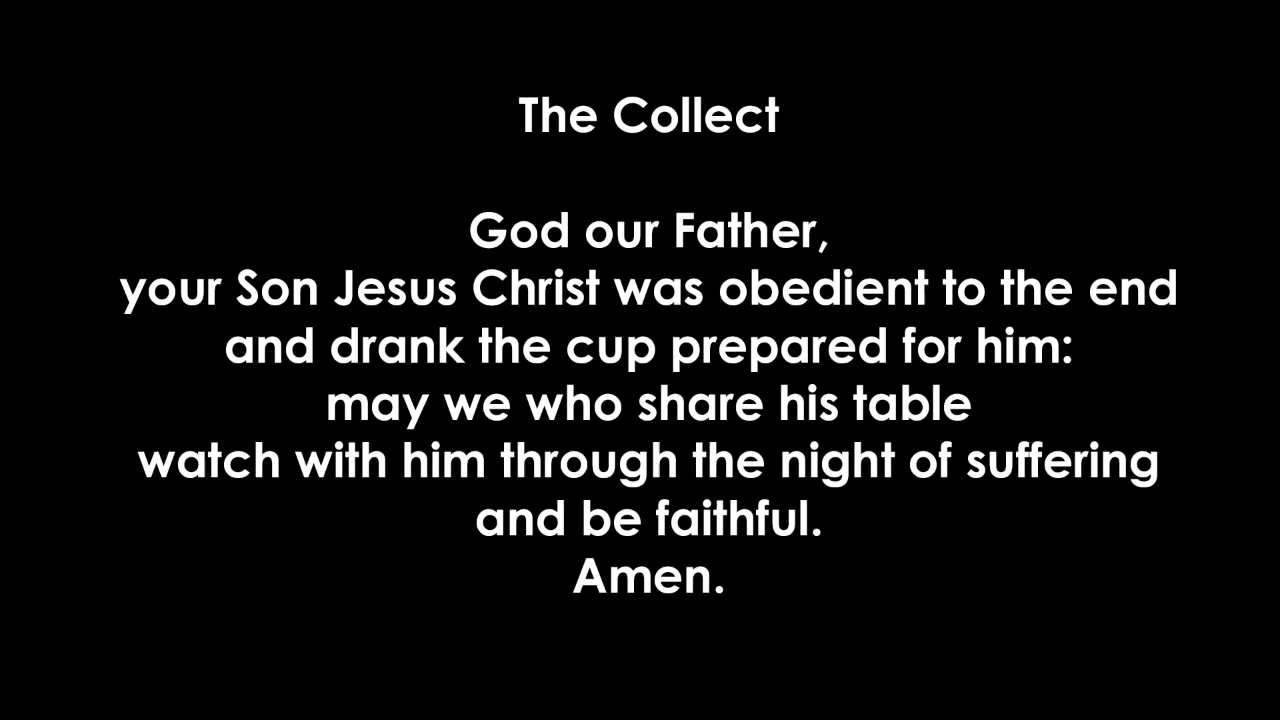 The Collect
God our Father,
your Son Jesus Christ was obedient to the end
and drank the cup prepared for him:
may we who share his table
watch with him through the night of suffering
and be faithful.
Amen.